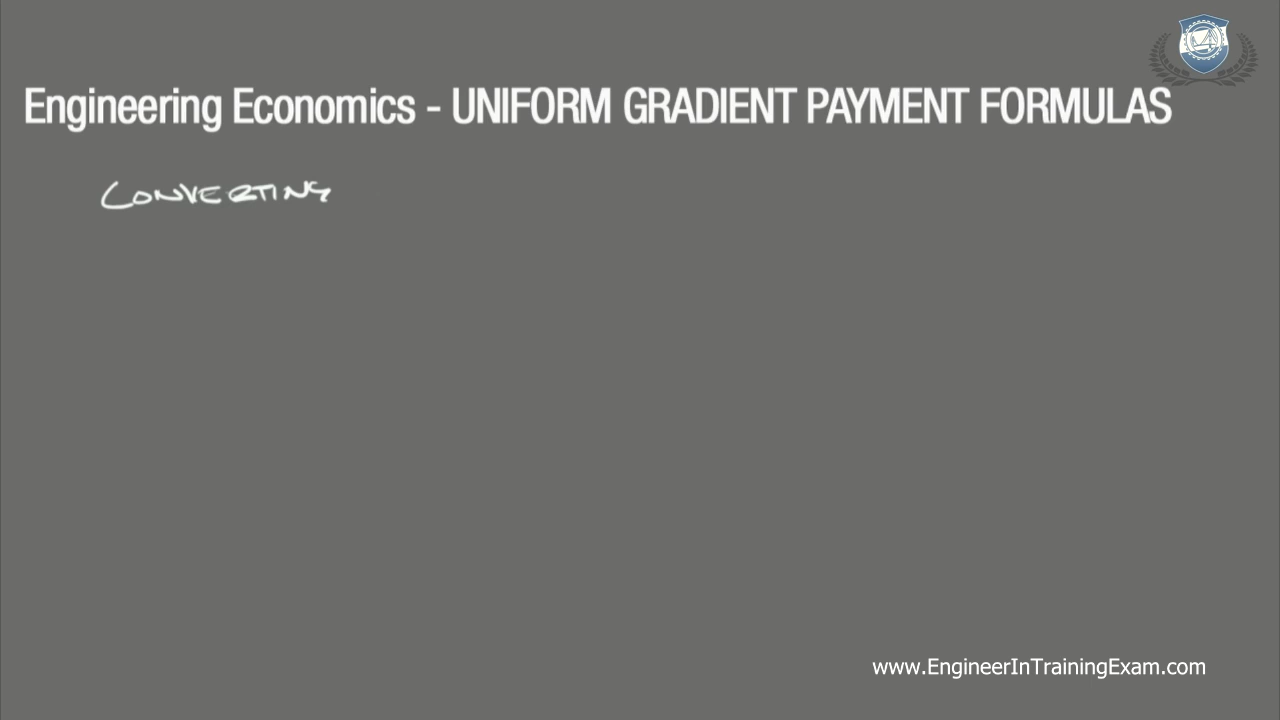 Engineering Economics - UNIFORM GRADIENT PAYMENT FORMULAS
CONVERTING
www.EngineerInTrainingExam.com